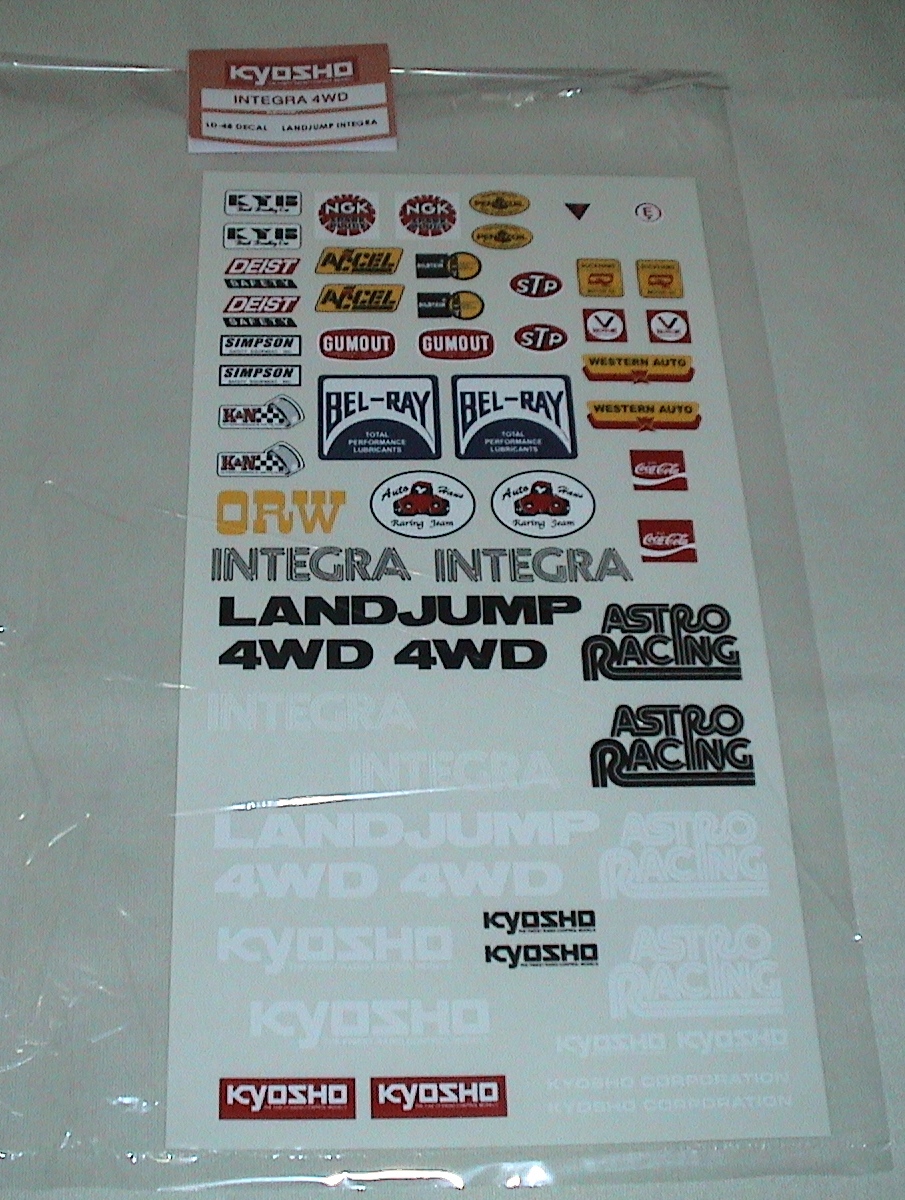 KYOSHO
INTEGRA 4WD
LD-48 DECAL LANDJUMP INTEGRA
KYB
KYB
NGK
NGK
PENNZOIL
PENNZOIL
E
DEIST
SAFETY
DEIST
SAFETY
ACCEL
ACCEL
BILSTEIN
BILSTEIN
STP
STP
SIMPSON
SIMPSON
GUMOUT
GUMOUT
WESTERN AUTO
WESTERN AUTO
K&N
K&N
BEL-RAY
TOTAL
PERFORMANCE
LUBRICANTS
BEL-RAY
TOTAL
PERFORMANCE
LUBRICANTS
Coca-Cola
Coca-Cola
ORW
Auto Haus
Racing Team
Auto Haus
Racing Team
INTEGRA INTEGRA
LANDJUMP
4WD 4WD
ASTRO
RACING
ASTRO
RACING
INTEGRA
INTEGRA
LANDJUMP
4WD 4WD
ASTRO
RACING
KYOSHO
KYOSHO
KYOSHO
ASTRO
RACING
KYOSHO
KYOSHO KYOSHO
KYOSHO KYOSHO
KYOSHO CORPORATION
KYOSHO CORPORATION